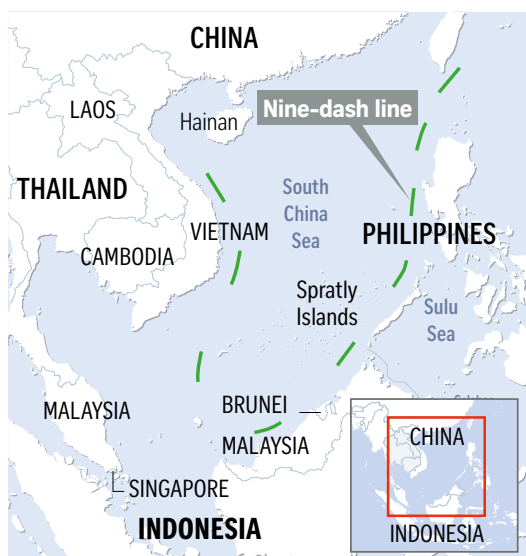 CHINA
LAOS
Hainan
Nine-dash line
THAILAND
South
China
Sea
VIETNAM
PHILIPPINES
CAMBODIA
Spratly
Islands
Sulu
Sea
BRUNEI
MALAYSIA
MALAYSIA
SINGAPORE
INDONESIA
CHINA
INDONESIA